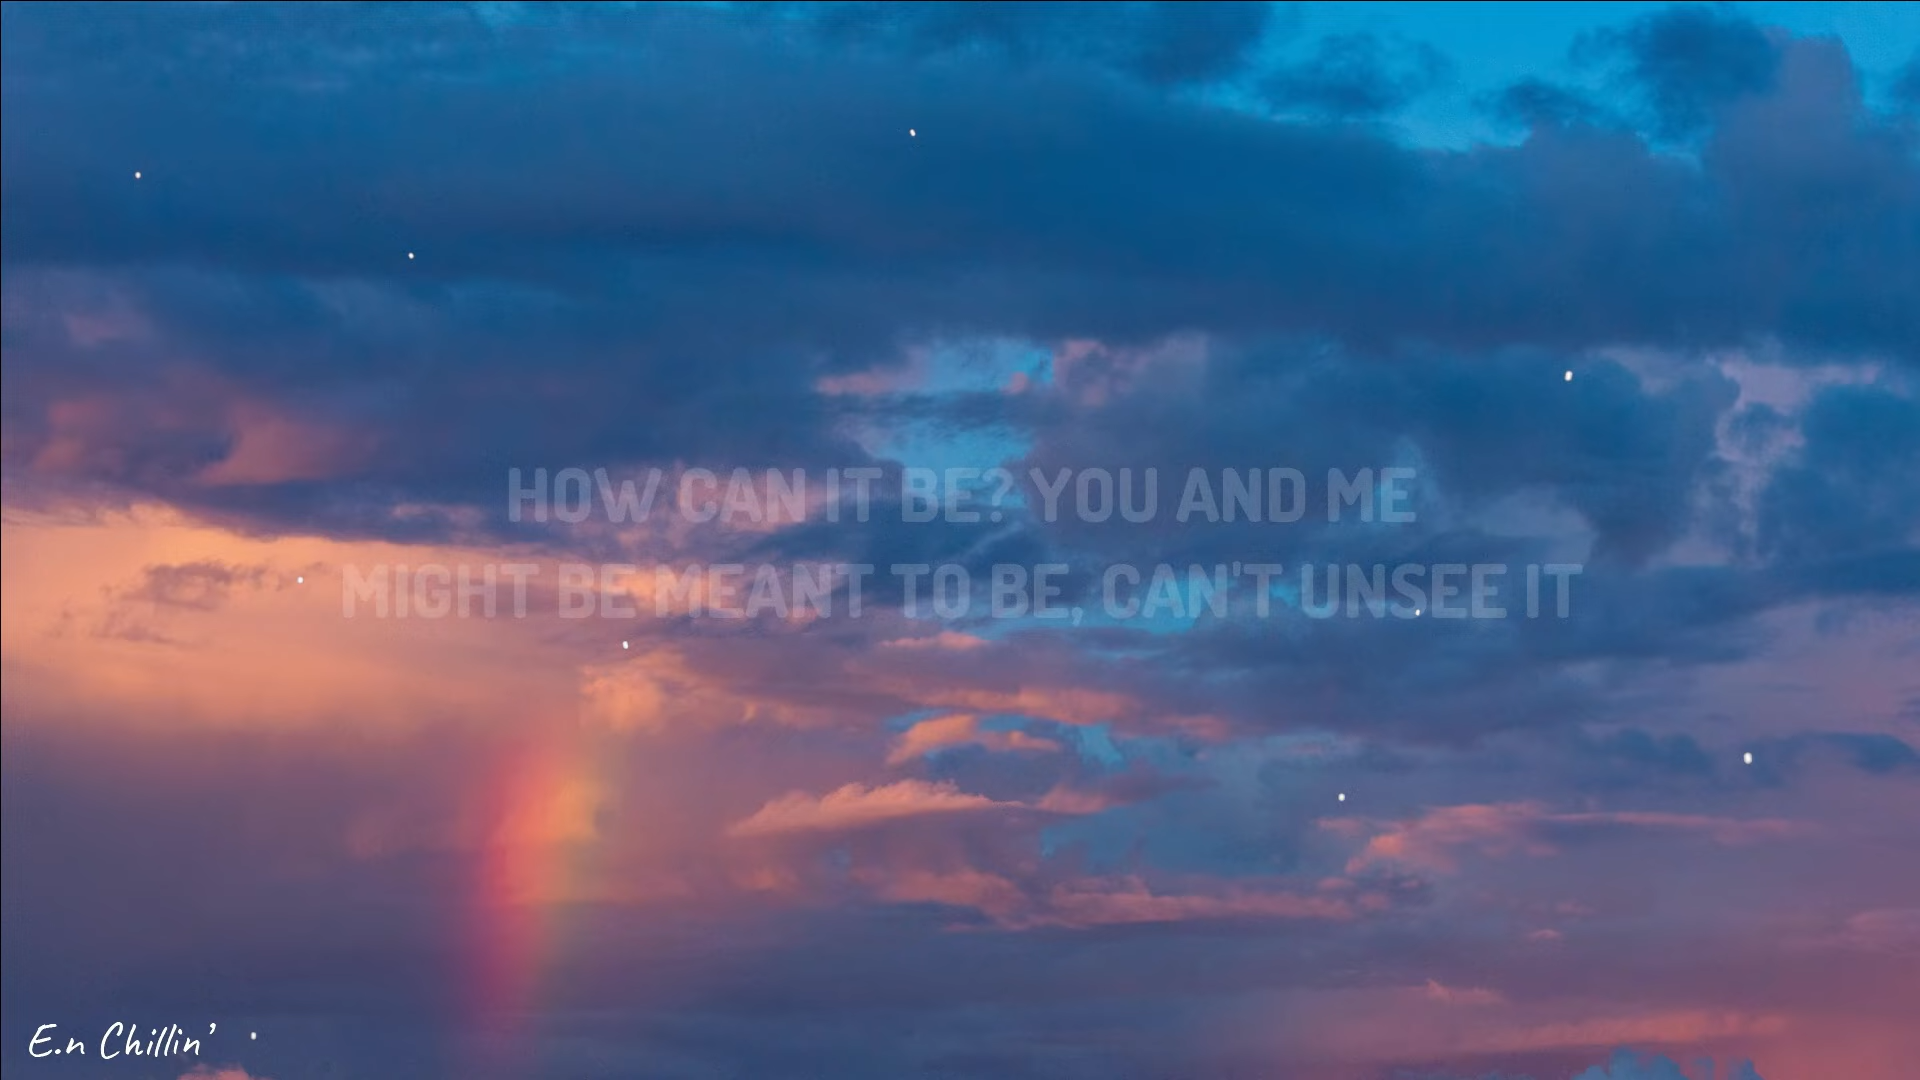 HOW CAN IT BE? YOU AND ME
MIGHT BE MEANT TO BE, CAN'T UNSEE IT
E.n Chillin'